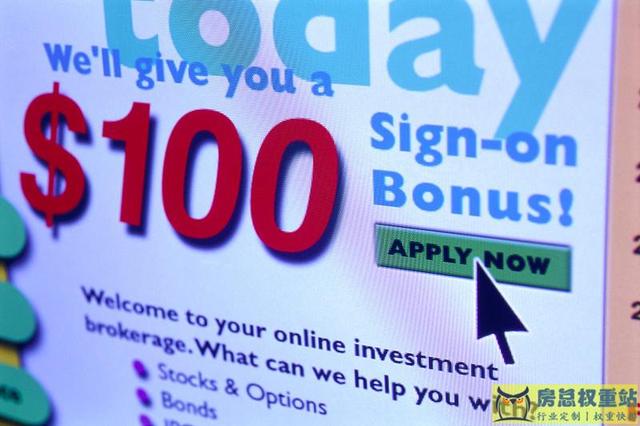 today
We'll give you a
$100
Sign-on
Bonus!
APPLY NOW
Welcome to your online investment
brokerage. What can we help you w
Stocks & Options
Bonds
房总权重站
行业定制 | 权重快排